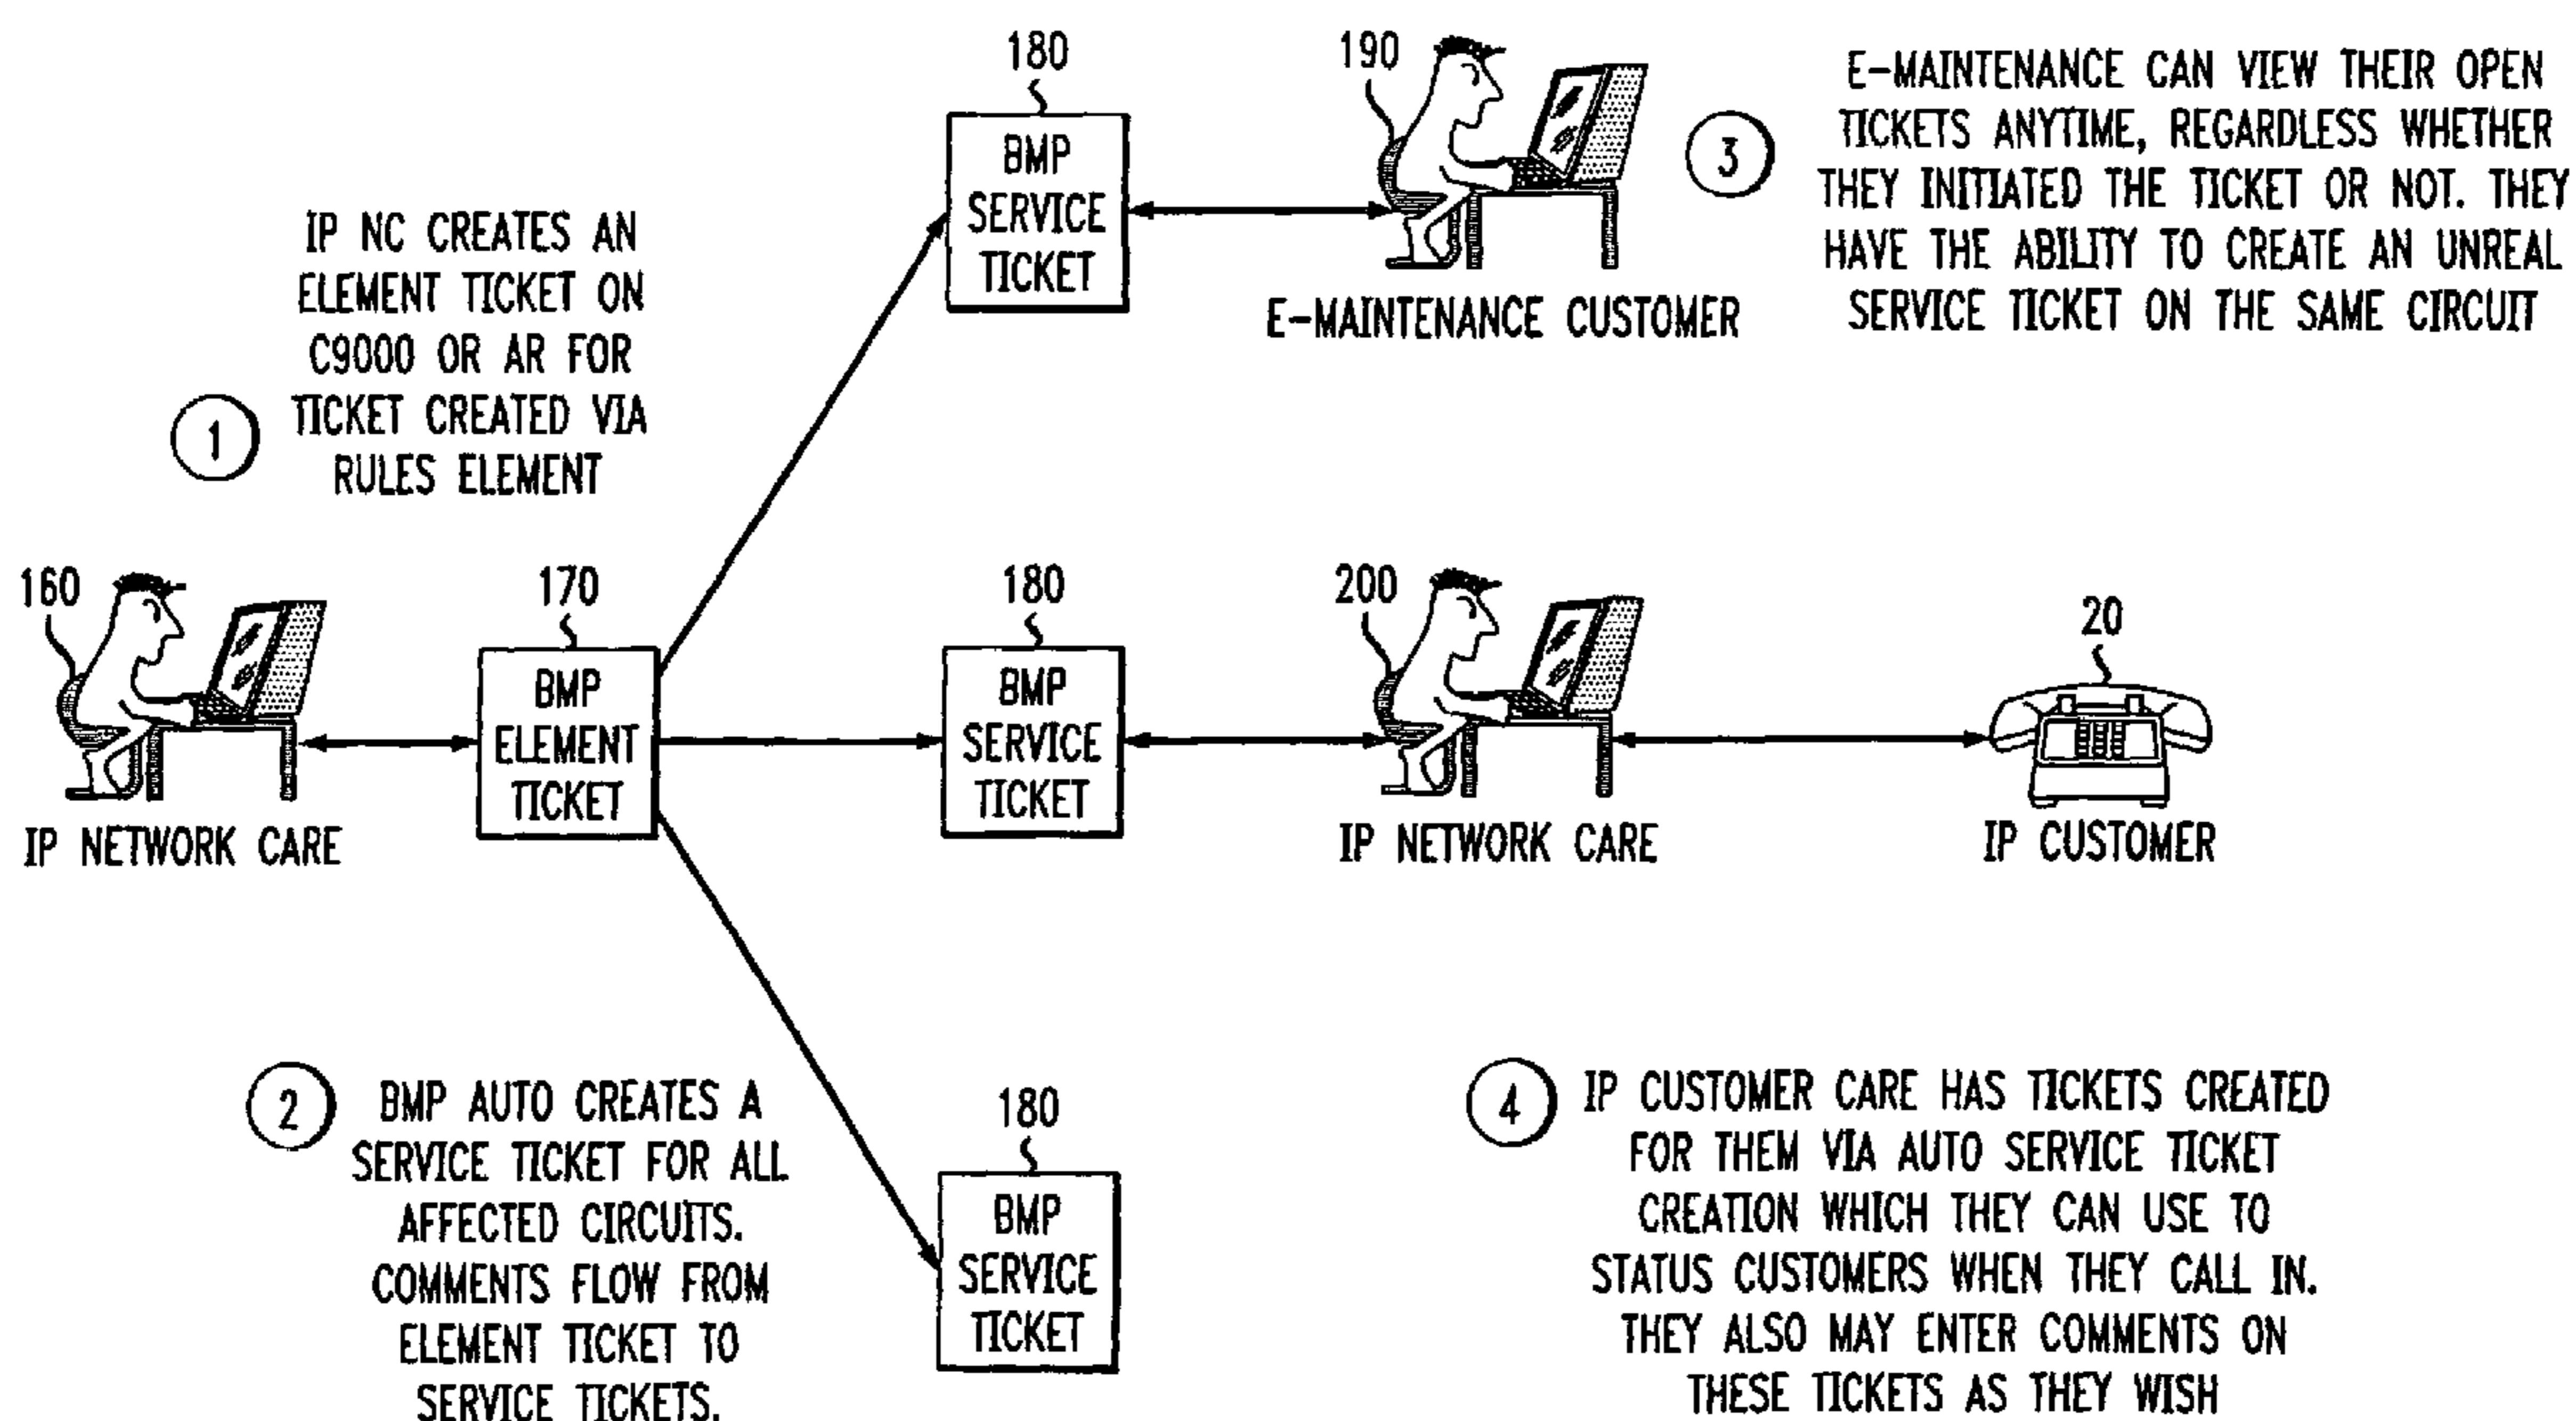 180
190
E-MAINTENANCE CAN VIEW THEIR OPEN
TICKETS ANYTIME, REGARDLESS WHETHER
THEY INITIATED THE TICKET OR NOT. THEY
HAVE THE ABILITY TO CREATE AN UNREAL
SERVICE TICKET ON THE SAME CIRCUIT
3
BMP
SERVICE
TICKET
E-MAINTENANCE CUSTOMER
IP NC CREATES AN
ELEMENT TICKET ON
C9000 OR AR FOR
TICKET CREATED VIA
RULES ELEMENT
1
160
170
180
200
20
BMP
ELEMENT
TICKET
BMP
SERVICE
TICKET
IP NETWORK CARE
IP NETWORK CARE
IP CUSTOMER
2
BMP AUTO CREATES A
SERVICE TICKET FOR ALL
AFFECTED CIRCUITS.
COMMENTS FLOW FROM
ELEMENT TICKET TO
SERVICE TICKETS.
180
BMP
SERVICE
TICKET
4
IP CUSTOMER CARE HAS TICKETS CREATED
FOR THEM VIA AUTO SERVICE TICKET
CREATION WHICH THEY CAN USE TO
STATUS CUSTOMERS WHEN THEY CALL IN.
THEY ALSO MAY ENTER COMMENTS ON
THESE TICKETS AS THEY WISH